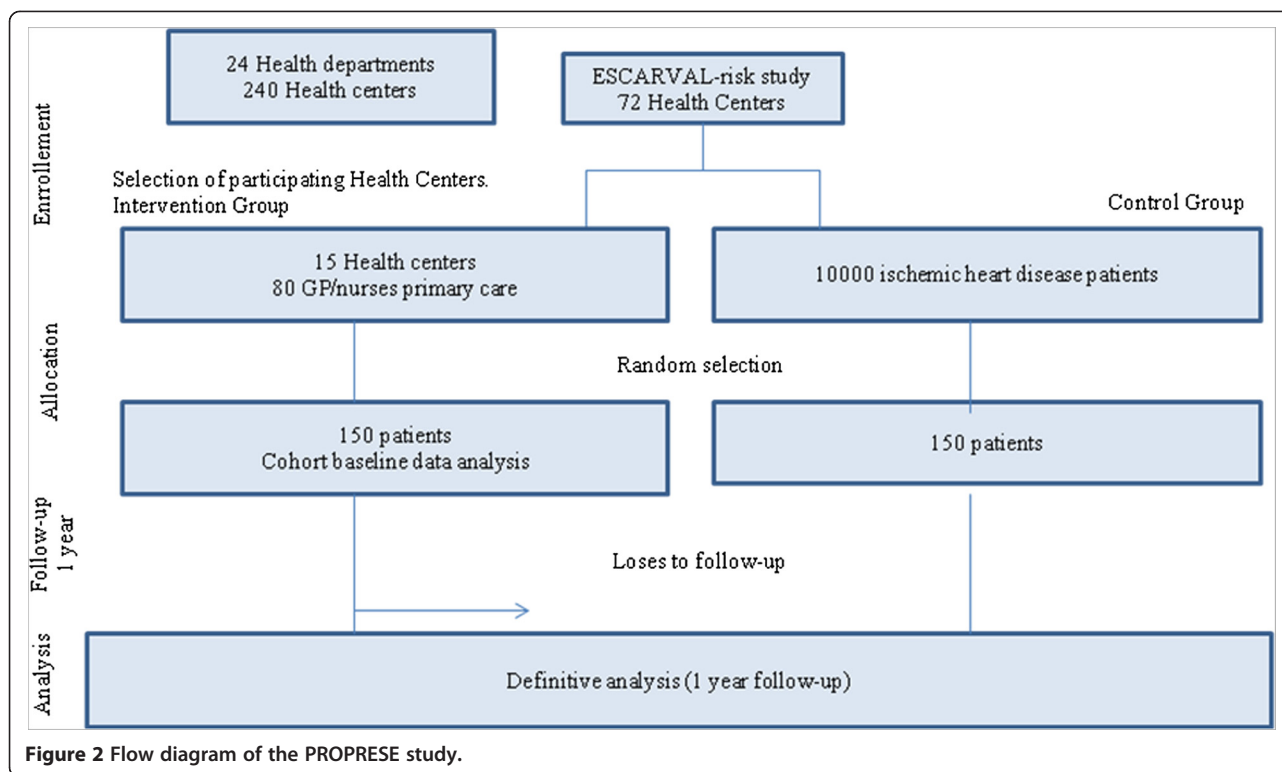 24 Health departments
240 Health centers
ESCARVAL-risk study
72 Health Centers
Enrrollement
Selection of participating Health Centers.
Intervention Group
Control Group
15 Health centers
80 GP/nurses primary care
10000 ischemic heart disease patients
Allocation
Random selection
150 patients
Cohort baseline data analysis
150 patients
Follow-up
1 year
Loses to follow-up
Analysis
Definitive analysis (1 year follow-up)
Figure 2 Flow diagram of the PROPRESE study.